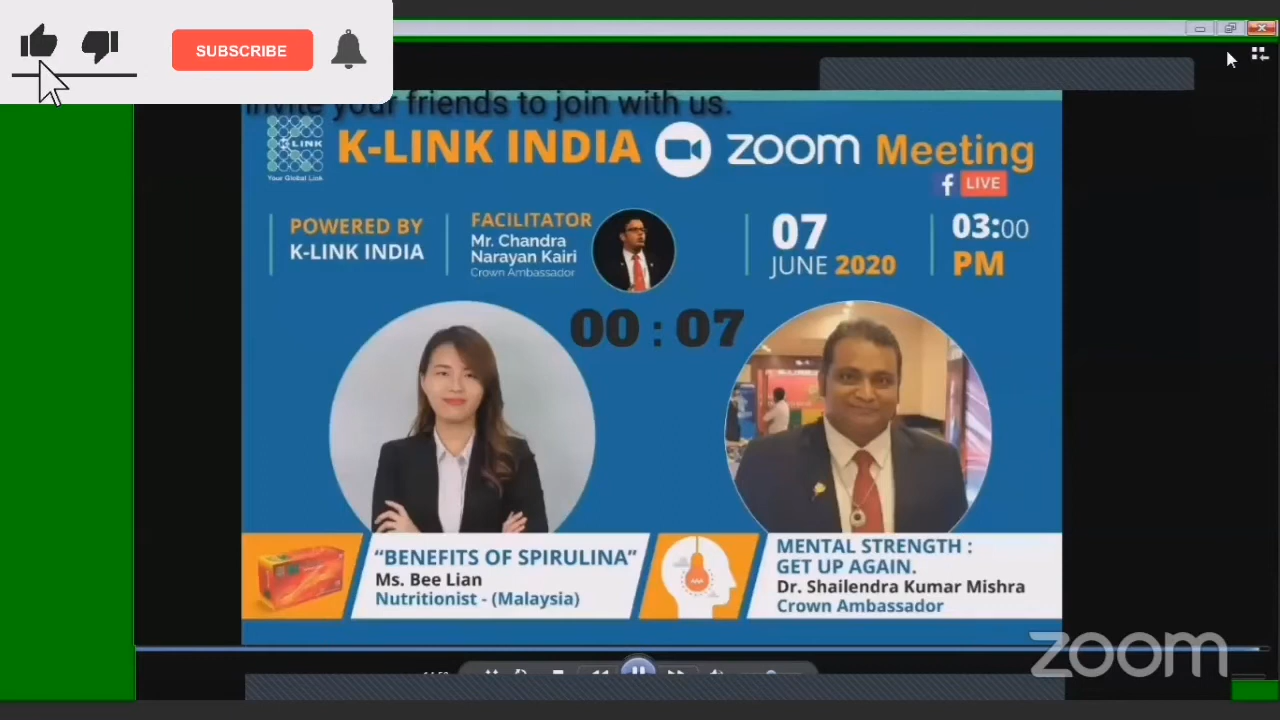 SUBSCRIBE
invite your friends to join with us.
K-LINK
Your Global Link
K-LINK INDIA zoom Meeting
f LIVE
POWERED BY
K-LINK INDIA
FACILITATOR
Mr. Chandra
Narayan Kairi
Crown Ambassador
07
JUNE 2020
03:00
PM
00 : 07
“BENEFITS OF SPIRULINA”
Ms. Bee Lian
Nutritionist - (Malaysia)
MENTAL STRENGTH :
GET UP AGAIN.
Dr. Shailendra Kumar Mishra
Crown Ambassador
zoom